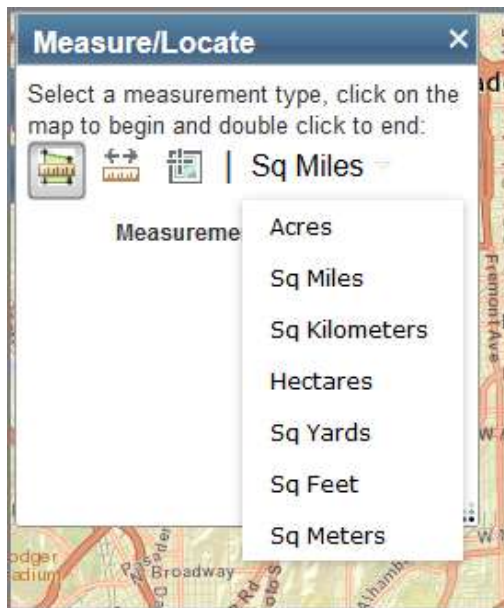 Measure/Locate ×
Select a measurement type, click on the
map to begin and double click to end:
Sq Miles
Measureme
Acres
Sq Miles
Sq Kilometers
Hectares
Sq Yards
Sq Feet
Sq Meters
Fremont Ave
W
Broadway
Alhamb